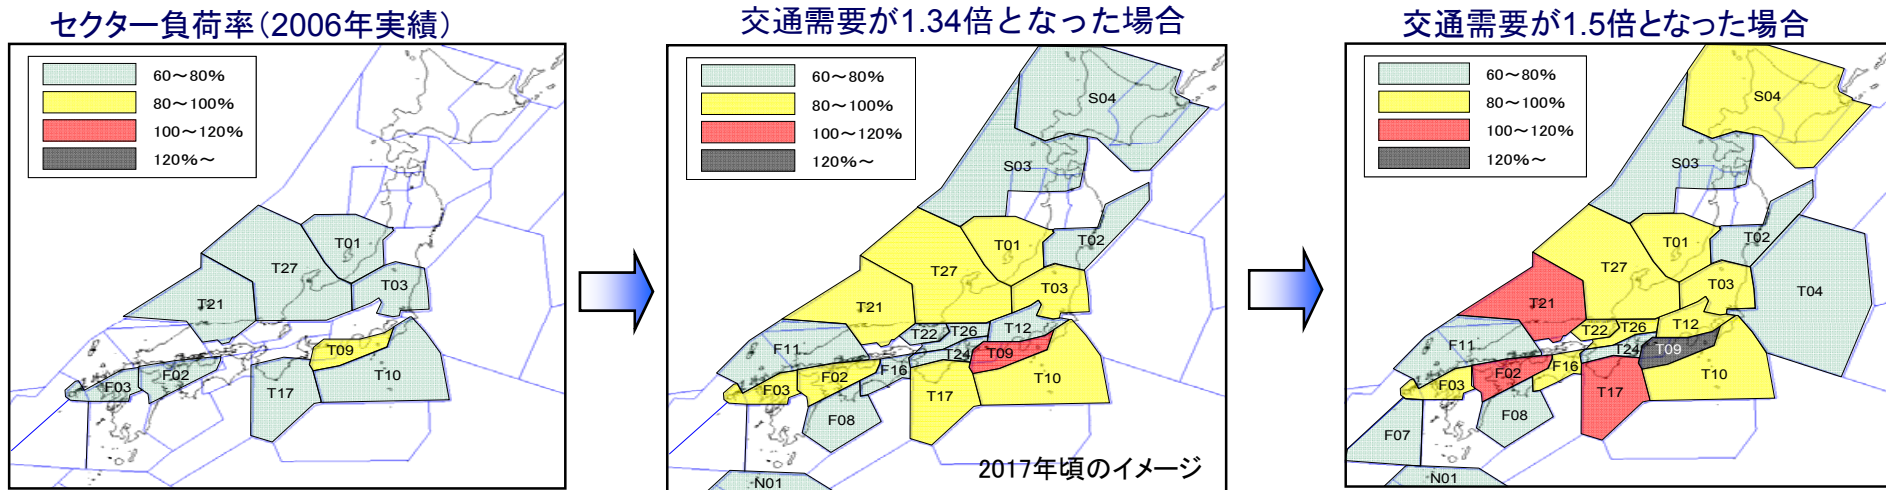 セクター負荷率(2006年実績)
60～80%
80～100%
100～120%
120%～
T01
T27
T03
T21
T09
F02
F03
T10
T17
交通需要が1.34倍となった場合
60～80%
80～100%
100～120%
120%～
S04
S03
T02
T01
T27
T03
T21
T12
T26
T22
F11
T24
T09
F16
F02
F03
T10
T17
F08
2017年頃のイメージ
N01
交通需要が1.5倍となった場合
60～80%
80～100%
100～120%
120%～
S04
S03
T02
T01
T27
T03
T04
T21
T12
T26
T22
F11
T24
T09
F16
F02
F03
T10
T17
F08
F07
N01